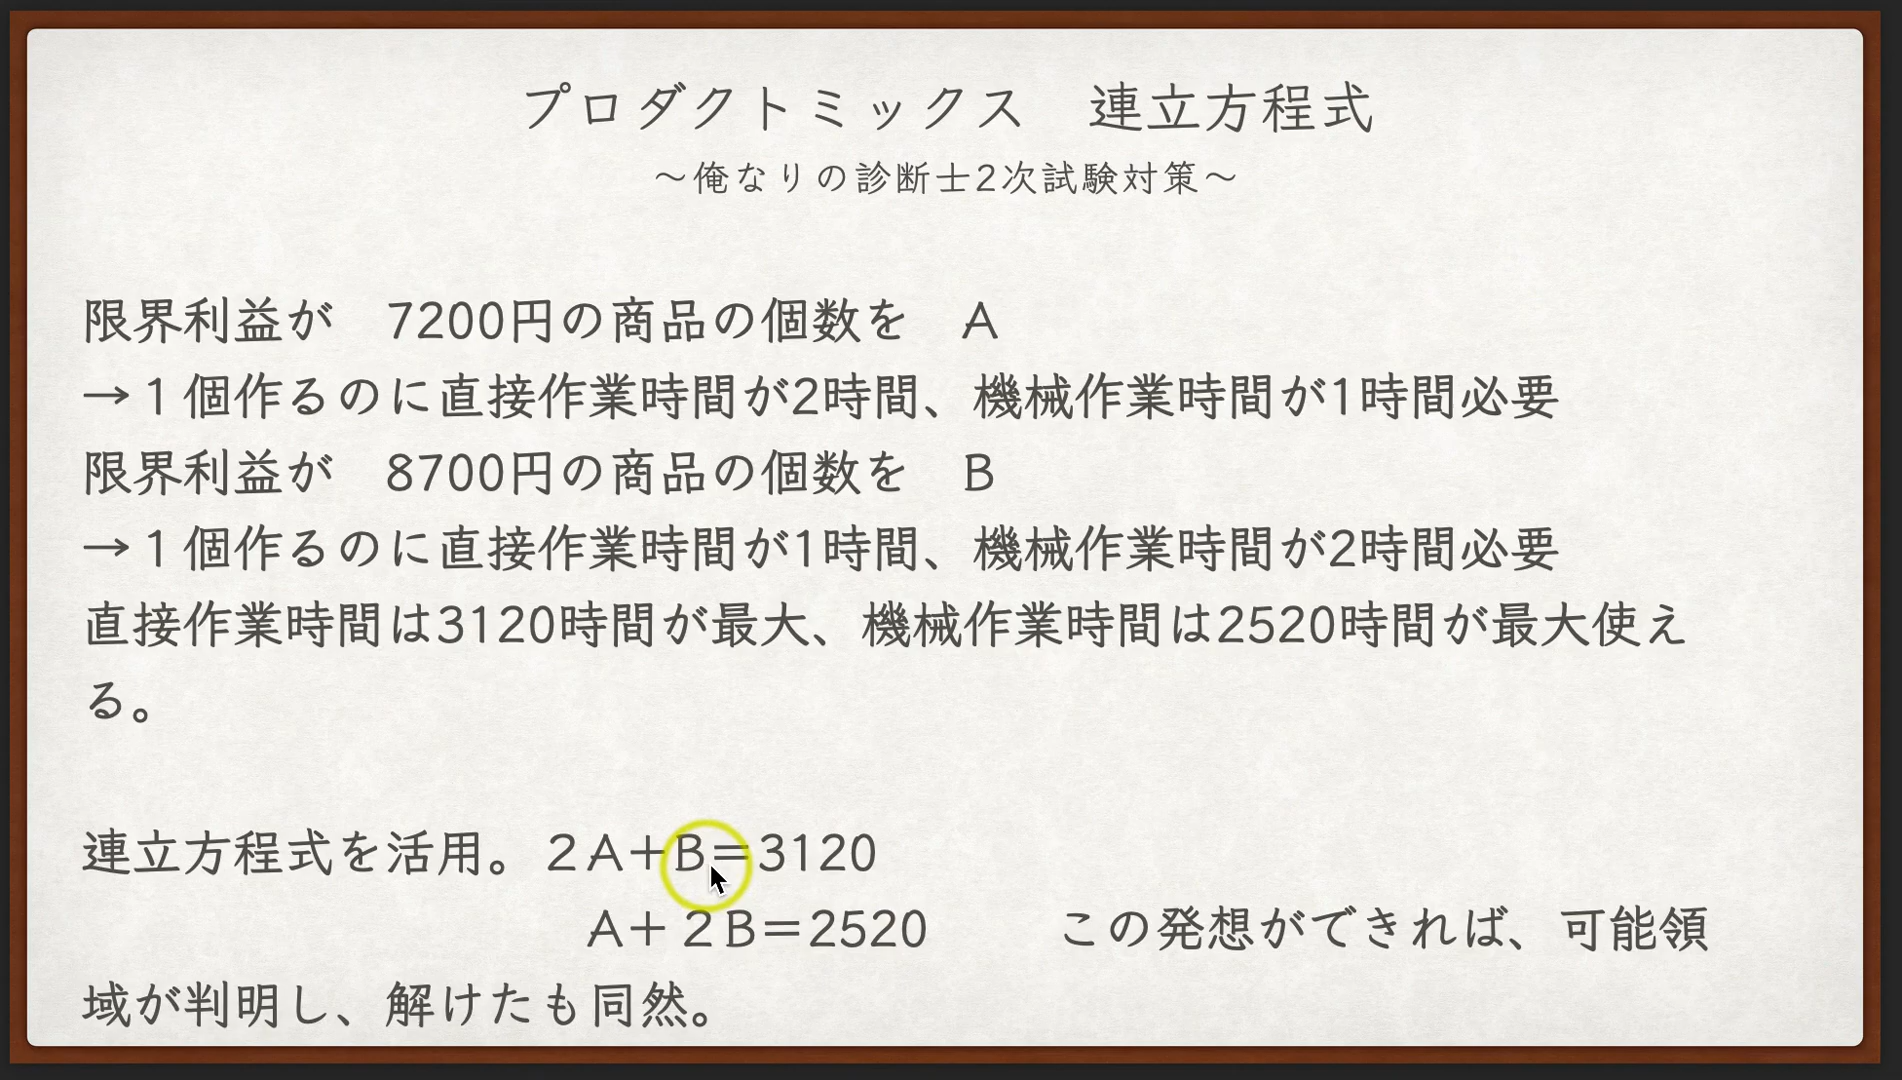 プロダクトミックス　連立方程式
～俺なりの診断士2次試験対策～
限界利益が　7200円の商品の個数を　A
→１個作るのに直接作業時間が2時間、機械作業時間が1時間必要
限界利益が　8700円の商品の個数を　B
→１個作るのに直接作業時間が1時間、機械作業時間が2時間必要
直接作業時間は3120時間が最大、機械作業時間は2520時間が最大使え
る。
連立方程式を活用。２A＋B＝3120
A＋２B＝2520　　この発想ができれば、可能領
域が判明し、解けたも同然。